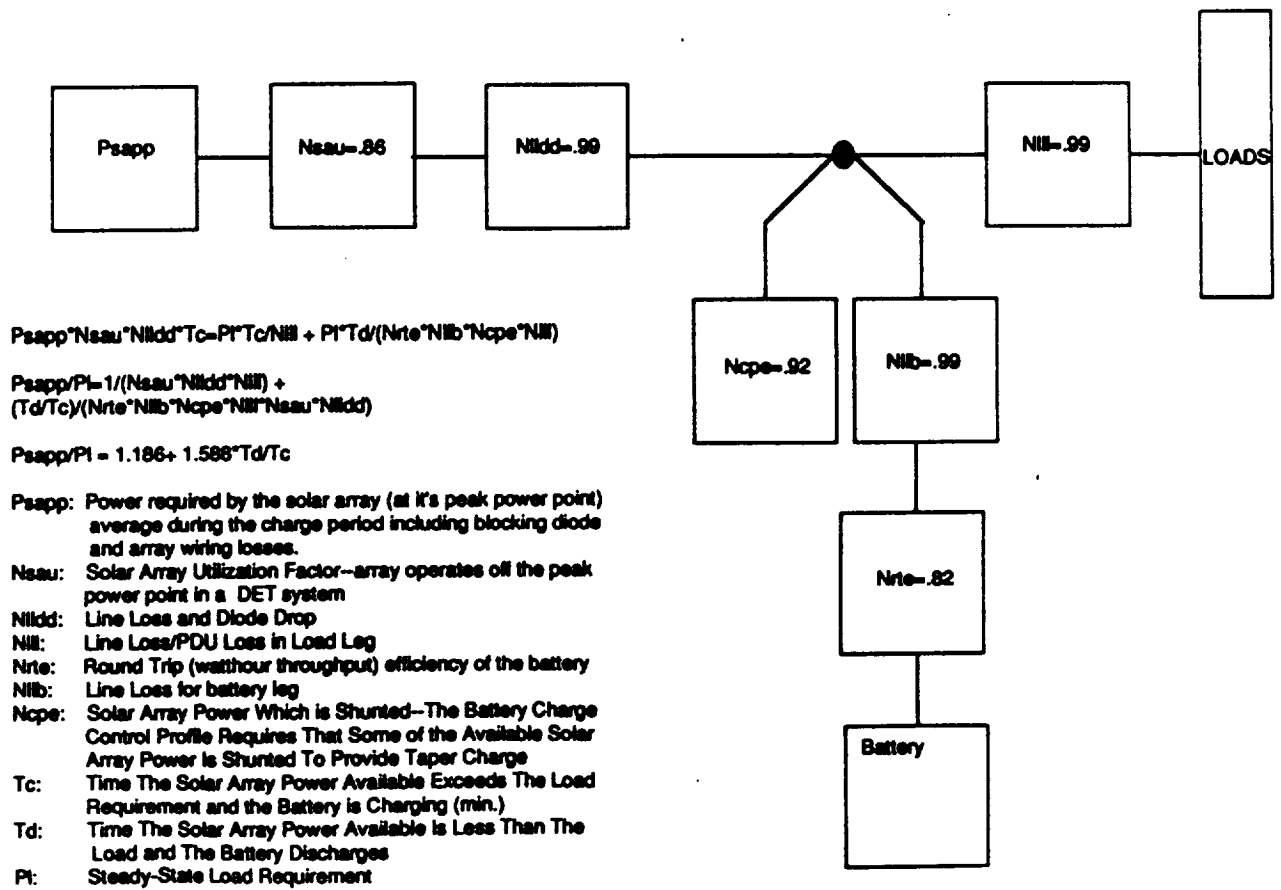 Psapp
Nsau=.86
Nlldd=.99
Nlll=.99
LOADS
Ncpe=.92
Nllb=.99
Nrte=.82
Battery
Psapp*Nsau*Nlldd*Tc=Pl*Tc/Nlll + Pl*Td/(Nrte*Nllb*Ncpe*Nlll)
Psapp/Pl=1/(Nsau*Nlldd*Nlll) +
(Td/Tc)/(Nrte*Nllb*Ncpe*Nlll*Nsau*Nlldd)
Psapp/Pl = 1.186+ 1.588*Td/Tc
Psapp: Power required by the solar array (at it's peak power point)
average during the charge period including blocking diode
and array wiring losses.
Nsau: Solar Array Utilization Factor--array operates off the peak
power point in a DET system
Nlldd: Line Loss and Diode Drop
Nlll: Line Loss/PDU Loss in Load Leg
Nrte: Round Trip (watthour throughput) efficiency of the battery
Nllb: Line Loss for battery leg
Ncpe: Solar Array Power Which is Shunted--The Battery Charge
Control Profile Requires That Some of the Available Solar
Array Power Is Shunted To Provide Taper Charge
Tc: Time The Solar Array Power Available Exceeds The Load
Requirement and the Battery is Charging (min.)
Td: Time The Solar Array Power Available Is Less Than The
Load and The Battery Discharges
Pl: Steady-State Load Requirement